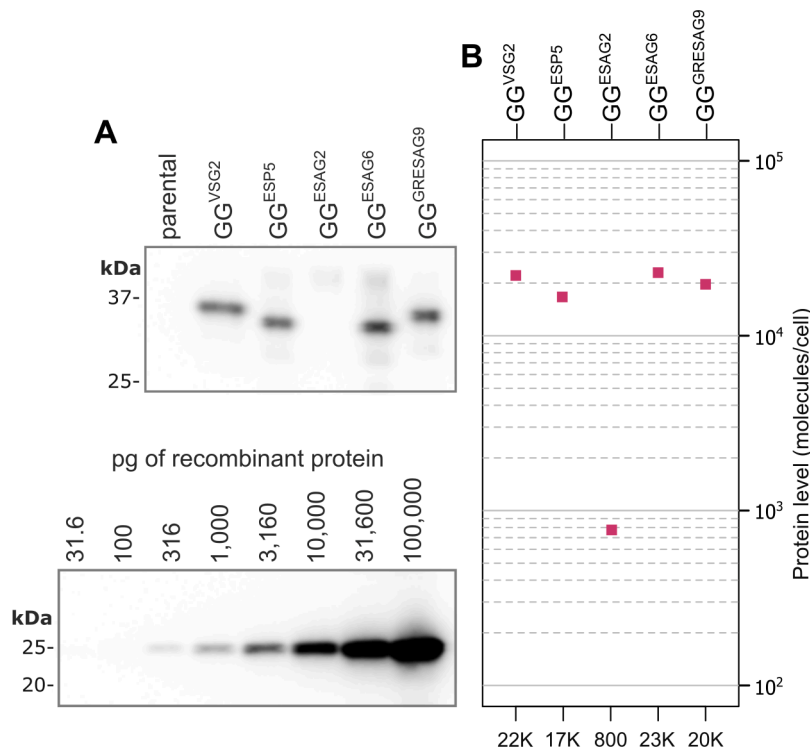 A
parental
GG^VSG2
GG^ESP5
GG^ESAG2
GG^ESAG6
GG^GRESAG9
kDa
37-
25-
pg of recombinant protein
31.6
100
316
1,000
3,160
10,000
31,600
100,000
kDa
25-
20-
B
GG^VSG2
GG^ESP5
GG^ESAG2
GG^ESAG6
GG^GRESAG9
10^5
10^4
10^3
10^2
Protein level (molecules/cell)
22K
17K
800
23K
20K